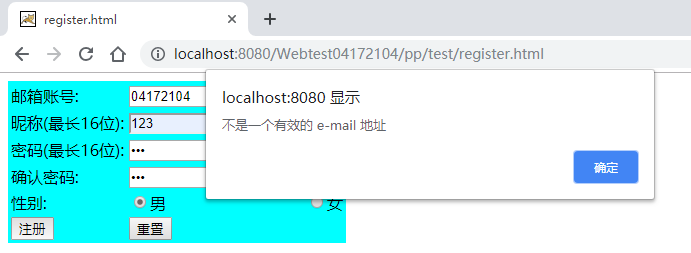 register.html
localhost:8080/Webtest04172104/pp/test/register.html
邮箱账号: 04172104
昵称(最长16位): 123
密码(最长16位): •••
确认密码: •••
性别: 男 女
注册 重置
localhost:8080 显示
不是一个有效的 e-mail 地址
确定